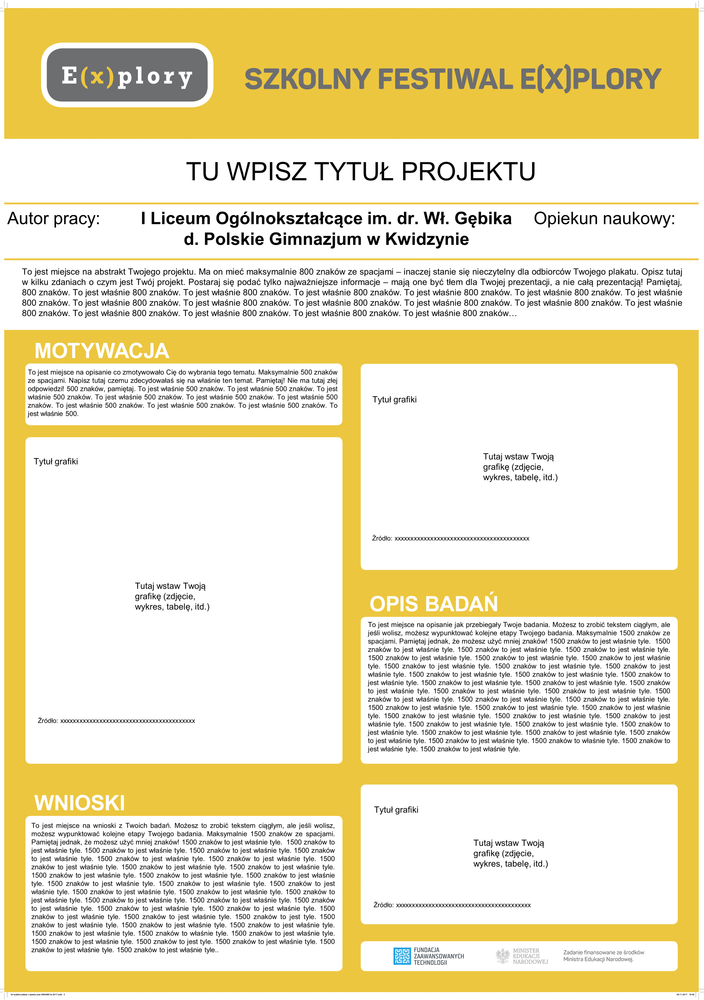 E(x)plory
SZKOLNY FESTIWAL E(X)PLORY
TU WPISZ TYTUŁ PROJEKTU
Autor pracy:
I Liceum Ogólnokształcące im. dr. Wł. Gębika
d. Polskie Gimnazjum w Kwidzynie
Opiekun naukowy:
To jest miejsce na abstrakt Twojego projektu. Ma on mieć maksymalnie 800 znaków ze spacjami – inaczej stanie się nieczytelny dla odbiorców Twojego plakatu. Opisz tutaj
w kilku zdaniach o czym jest Twój projekt. Postaraj się podać tylko najważniejsze informacje – mają one być tłem dla Twojej prezentacji, a nie całą prezentacją! Pamiętaj,
800 znaków. To jest właśnie 800 znaków. To jest właśnie 800 znaków. To jest właśnie 800 znaków. To jest właśnie 800 znaków. To jest właśnie 800 znaków. To jest właśnie
800 znaków. To jest właśnie 800 znaków. To jest właśnie 800 znaków. To jest właśnie 800 znaków. To jest właśnie 800 znaków. To jest właśnie 800 znaków. To jest właśnie
800 znaków. To jest właśnie 800 znaków. To jest właśnie 800 znaków. To jest właśnie 800 znaków. To jest właśnie 800 znaków…
MOTYWACJA
To jest miejsce na opisanie co zmotywowało Cię do wybrania tego tematu. Maksymalnie 500 znaków
ze spacjami. Napisz tutaj czemu zdecydowałaś się na właśnie ten temat. Pamiętaj! Nie ma tutaj złej
odpowiedzi! 500 znaków, pamiętaj. To jest właśnie 500 znaków. To jest właśnie 500 znaków. To jest
właśnie 500 znaków. To jest właśnie 500 znaków. To jest właśnie 500 znaków. To jest właśnie 500
znaków. To jest właśnie 500 znaków. To jest właśnie 500 znaków. To jest właśnie 500 znaków. To
jest właśnie 500.
Tytuł grafiki
Tutaj wstaw Twoją
grafikę (zdjęcie,
wykres, tabelę, itd.)
Źródło: xxxxxxxxxxxxxxxxxxxxxxxxxxxxxxxxxxxxxxxxx
WNIOSKI
To jest miejsce na wnioski z Twoich badań. Możesz to zrobić tekstem ciągłym, ale jeśli wolisz,
możesz wypunktować kolejne etapy Twojego badania. Maksymalnie 1500 znaków ze spacjami.
Pamiętaj jednak, że możesz użyć mniej znaków! 1500 znaków to jest właśnie tyle.  1500 znaków to
jest właśnie tyle. 1500 znaków to jest właśnie tyle. 1500 znaków to jest właśnie tyle. 1500 znaków
to jest właśnie tyle. 1500 znaków to jest właśnie tyle. 1500 znaków to jest właśnie tyle. 1500
znaków to jest właśnie tyle. 1500 znaków to jest właśnie tyle. 1500 znaków to jest właśnie tyle.
1500 znaków to jest właśnie tyle. 1500 znaków to jest właśnie tyle. 1500 znaków to jest właśnie
tyle. 1500 znaków to jest właśnie tyle. 1500 znaków to jest właśnie tyle. 1500 znaków to jest
właśnie tyle. 1500 znaków to jest właśnie tyle. 1500 znaków to jest właśnie tyle. 1500 znaków to
jest właśnie tyle. 1500 znaków to jest właśnie tyle. 1500 znaków to jest właśnie tyle. 1500 znaków
to jest właśnie tyle. 1500 znaków to jest właśnie tyle. 1500 znaków to jest właśnie tyle. 1500
znaków to jest właśnie tyle. 1500 znaków to jest właśnie tyle. 1500 znaków to jest tyle. 1500
znaków to jest właśnie tyle. 1500 znaków to jest właśnie tyle. 1500 znaków to jest właśnie tyle.
1500 znaków to jest właśnie tyle. 1500 znaków to właśnie tyle. 1500 znaków to jest właśnie tyle.
1500 znaków to jest właśnie tyle. 1500 znaków to jest tyle. 1500 znaków to jest właśnie tyle. 1500
znaków to jest właśnie tyle. 1500 znaków to jest właśnie tyle..
Tytuł grafiki
Tutaj wstaw Twoją
grafikę (zdjęcie,
wykres, tabelę, itd.)
Źródło: xxxxxxxxxxxxxxxxxxxxxxxxxxxxxxxxxxxxxxxxx
OPIS BADAŃ
To jest miejsce na opisanie jak przebiegały Twoje badania. Możesz to zrobić tekstem ciągłym, ale
jeśli wolisz, możesz wypunktować kolejne etapy Twojego badania. Maksymalnie 1500 znaków ze
spacjami. Pamiętaj jednak, że możesz użyć mniej znaków! 1500 znaków to jest właśnie tyle.  1500
znaków to jest właśnie tyle. 1500 znaków to jest właśnie tyle. 1500 znaków to jest właśnie tyle.
1500 znaków to jest właśnie tyle. 1500 znaków to jest właśnie tyle. 1500 znaków to jest właśnie
tyle. 1500 znaków to jest właśnie tyle. 1500 znaków to jest właśnie tyle. 1500 znaków to jest
właśnie tyle. 1500 znaków to jest właśnie tyle. 1500 znaków to jest właśnie tyle. 1500 znaków to
jest właśnie tyle. 1500 znaków to jest właśnie tyle. 1500 znaków to jest właśnie tyle. 1500 znaków
to jest właśnie tyle. 1500 znaków to jest właśnie tyle. 1500 znaków to jest właśnie tyle. 1500
znaków to jest właśnie tyle. 1500 znaków to jest właśnie tyle. 1500 znaków to jest właśnie tyle.
1500 znaków to jest właśnie tyle. 1500 znaków to jest właśnie tyle. 1500 znaków to jest właśnie
tyle. 1500 znaków to jest właśnie tyle. 1500 znaków to jest właśnie tyle. 1500 znaków to jest
właśnie tyle. 1500 znaków to jest właśnie tyle. 1500 znaków to jest właśnie tyle. 1500 znaków to
jest właśnie tyle. 1500 znaków to jest właśnie tyle. 1500 znaków to jest właśnie tyle. 1500 znaków
to jest właśnie tyle. 1500 znaków to jest właśnie tyle. 1500 znaków to właśnie tyle. 1500 znaków to
jest właśnie tyle. 1500 znaków to jest właśnie tyle.
Tytuł grafiki
Tutaj wstaw Twoją
grafikę (zdjęcie,
wykres, tabelę, itd.)
Źródło: xxxxxxxxxxxxxxxxxxxxxxxxxxxxxxxxxxxxxxxxx
FUNDACJA
ZAAWANSOWANYCH
TECHNOLOGII
MINISTER
EDUKACJI
NARODOWEJ
Zadanie finansowane ze środków
Ministra Edukacji Narodowej.
fzt szablon plakat z opisem prac 690x980 lis 2017.indd   2
09.11.2017   16:46